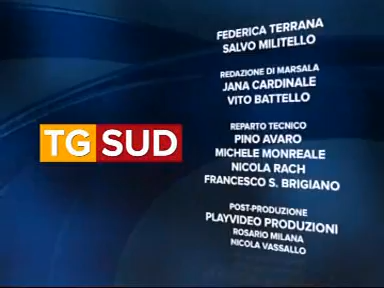 TG SUD
FEDERICA TERRANA
SALVO MILITELLO
REDAZIONE DI MARSALA
JANA CARDINALE
VITO BATTELLO
REPARTO TECNICO
PINO AVARO
MICHELE MONREALE
NICOLA RACH
FRANCESCO S. BRIGIANO
POST-PRODUZIONE
PLAYVIDEO PRODUZIONI
ROSARIO MILANA
NICOLA VASSALLO